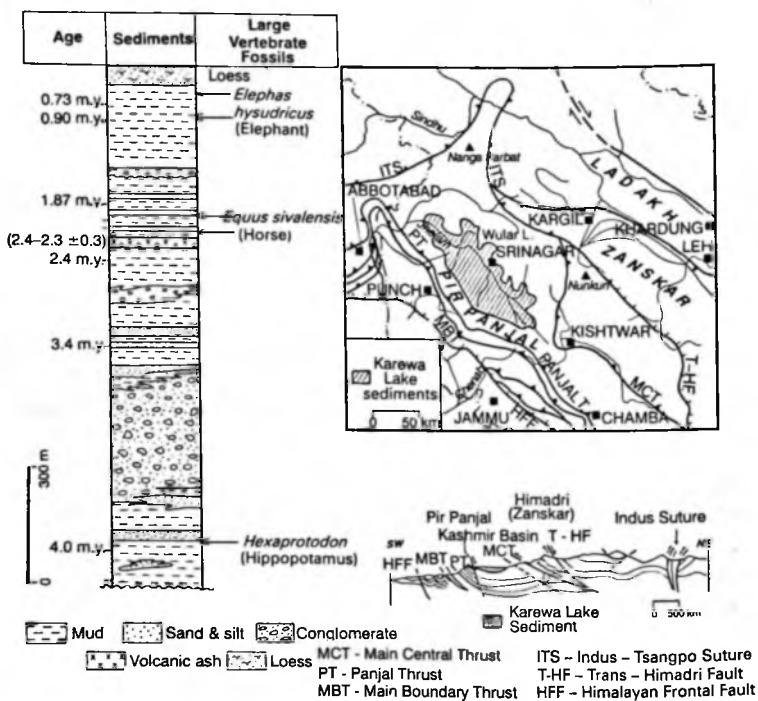 Age
Sediments
Large
Vertebrate
Fossils
Loess
Elephas
hysudricus
(Elephant)
0.73 m.y.
0.90 m.y.
1.87 m.y.
Equus sivalensis
(Horse)
(2.4–2.3 ±0.3)
2.4 m.y.
3.4 m.y.
300
0
4.0 m.y.
Hexaprotodon
(Hippopotamus)
Sindhu
Nanga Parbat
ITS
ITS
ABBOTABAD
LADAKH
KARGIL
KHARDUNG
LEH
Wular L.
SRINAGAR
PT
ZANSKAR
Nunkun
PUNCH
PIR PANJAL
MBT
PANJAL T
KISHTWAR
T-HF
MCT
Karewa
Lake
sediments
0 50 km
JAMMU
HFF
CHAMBA
Himadri
(Zanskar)
Pir Panjal
Indus Suture
Kashmir Basin
T - HF
SW
MCT
HFF
MBT
PT
0 500 km
Karewa Lake
Sediment
Mud
Sand & silt
Conglomerate
Volcanic ash
Loess
MCT - Main Central Thrust
PT - Panjal Thrust
MBT - Main Boundary Thrust
ITS – Indus – Tsangpo Suture
T-HF – Trans – Himadri Fault
HFF – Himalayan Frontal Fault